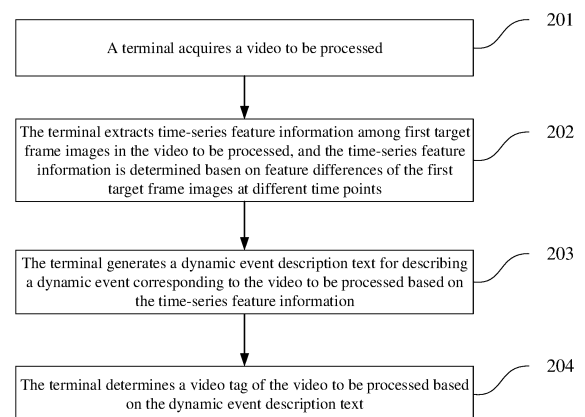 201
A terminal acquires a video to be processed
202
The terminal extracts time-series feature information among first target
frame images in the video to be processed, and the time-series feature
information is determined basen on feature differences of the first
target frame images at different time points
203
The terminal generates a dynamic event description text for describing
a dynamic event corresponding to the video to be processed based on
the time-series feature information
204
The terminal determines a video tag of the video to be processed based
on the dynamic event description text